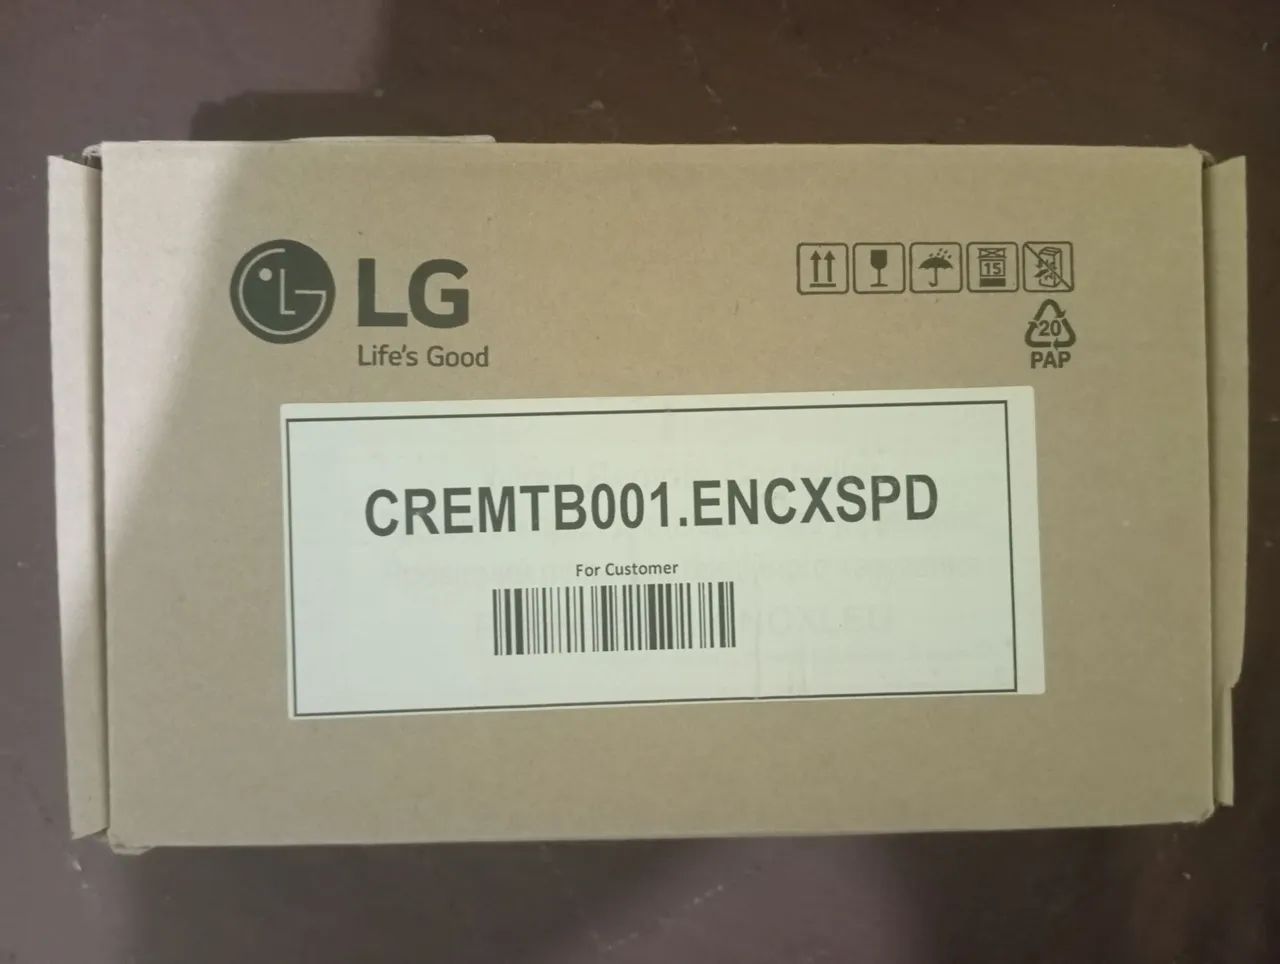 LG
Life's Good
15
20
PAP
CREMTB001.ENCXSPD
For Customer